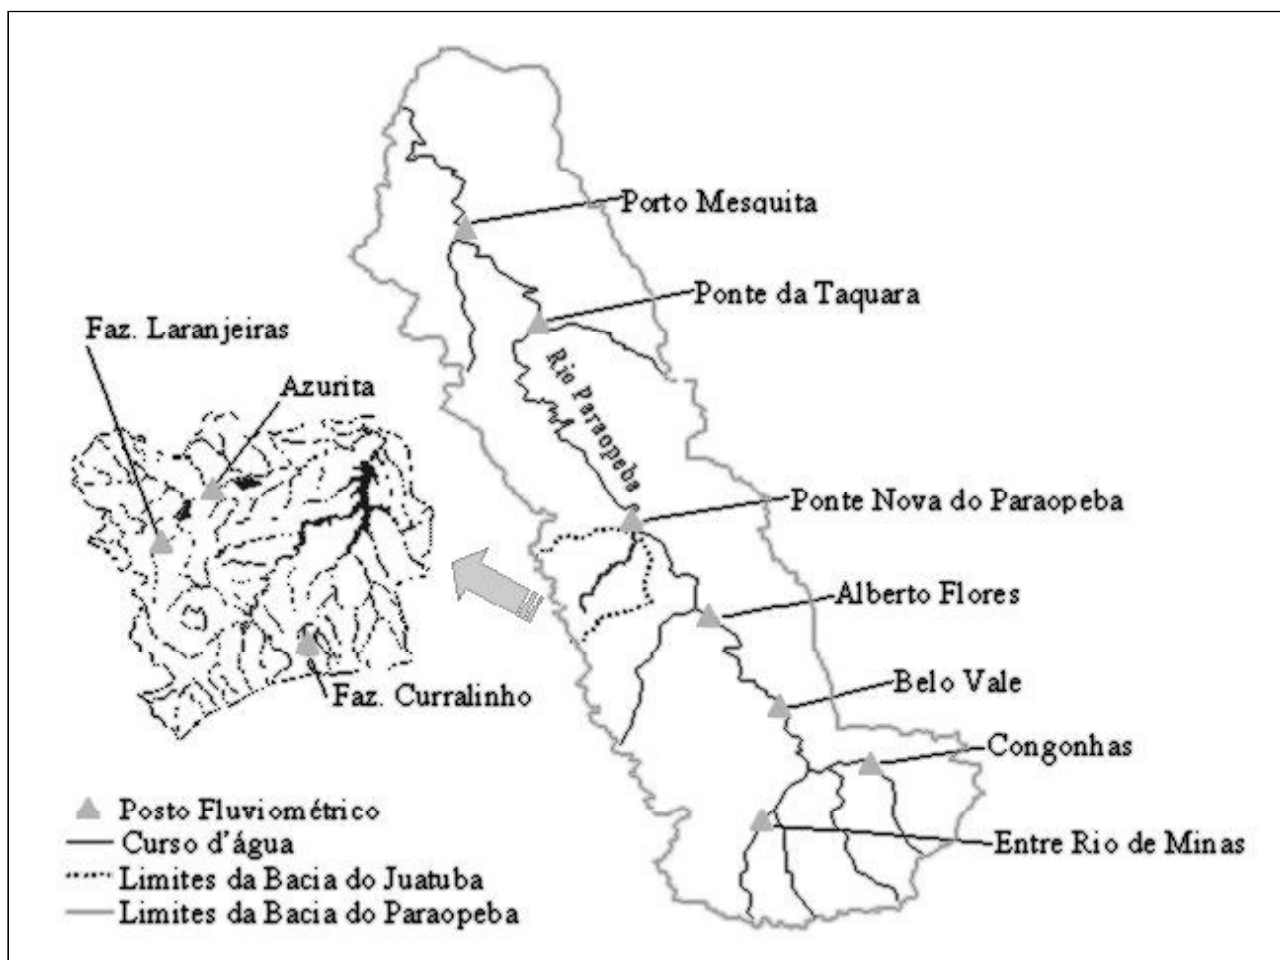 Porto Mesquita
Ponte da Taquara
Faz. Laranjeiras
Azurita
Rio Paraopeba
Ponte Nova do Paraopeba
Alberto Flores
Belo Vale
Faz. Curralinho
Congonhas
Entre Rio de Minas
Posto Fluviométrico
Curso d'água
Limites da Bacia do Juatuba
Limites da Bacia do Paraopeba